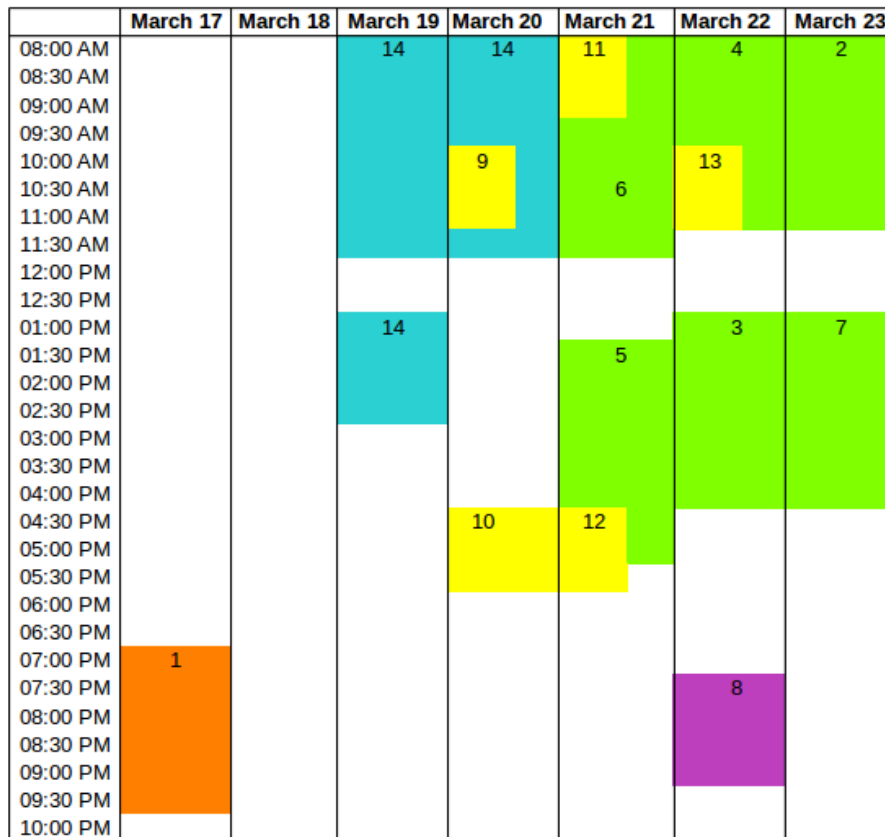 March 17 March 18 March 19 March 20 March 21 March 22 March 23
08:00 AM 14 14 11 4 2
08:30 AM
09:00 AM
09:30 AM
10:00 AM 9 13
10:30 AM 6
11:00 AM
11:30 AM
12:00 PM
12:30 PM
01:00 PM 14 3 7
01:30 PM 5
02:00 PM
02:30 PM
03:00 PM
03:30 PM
04:00 PM
04:30 PM 10 12
05:00 PM
05:30 PM
06:00 PM
06:30 PM
07:00 PM 1
07:30 PM 8
08:00 PM
08:30 PM
09:00 PM
09:30 PM
10:00 PM